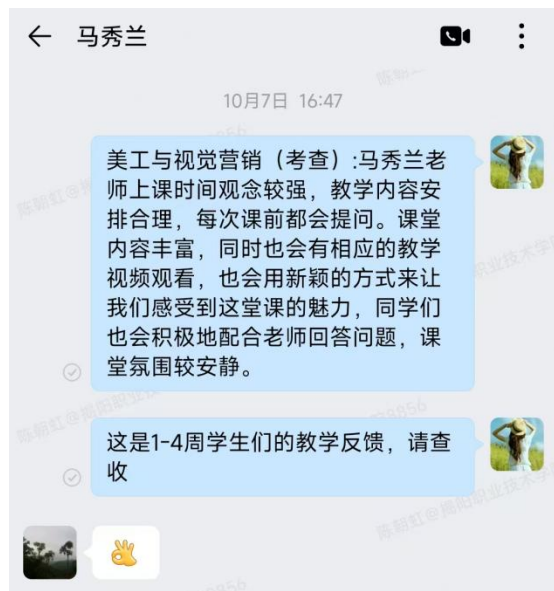 马秀兰
10月7日 16:47
美工与视觉营销（考查）:马秀兰老
师上课时间观念较强，教学内容安
排合理，每次课前都会提问。课堂
内容丰富，同时也会有相应的教学
视频观看，也会用新颖的方式来让
我们感受到这堂课的魅力，同学们
也会积极地配合老师回答问题，课
堂氛围较安静。
这是1-4周学生们的教学反馈，请查
收